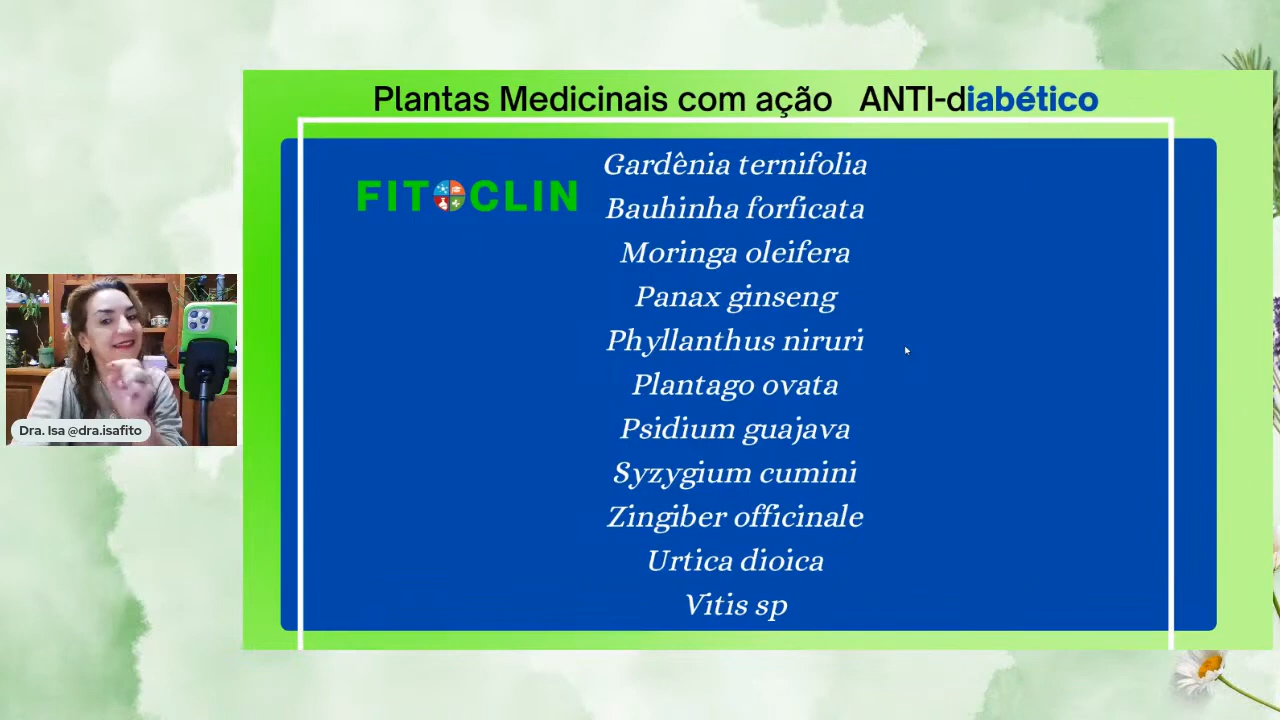 Plantas Medicinais com ação ANTI-diabético
FITOCLIN
Gardênia ternifolia
Bauhinha forficata
Moringa oleifera
Panax ginseng
Phyllanthus niruri
Plantago ovata
Psidium guajava
Syzygium cumini
Zingiber officinale
Urtica dioica
Vitis sp
Dra. Isa @dra.isafito